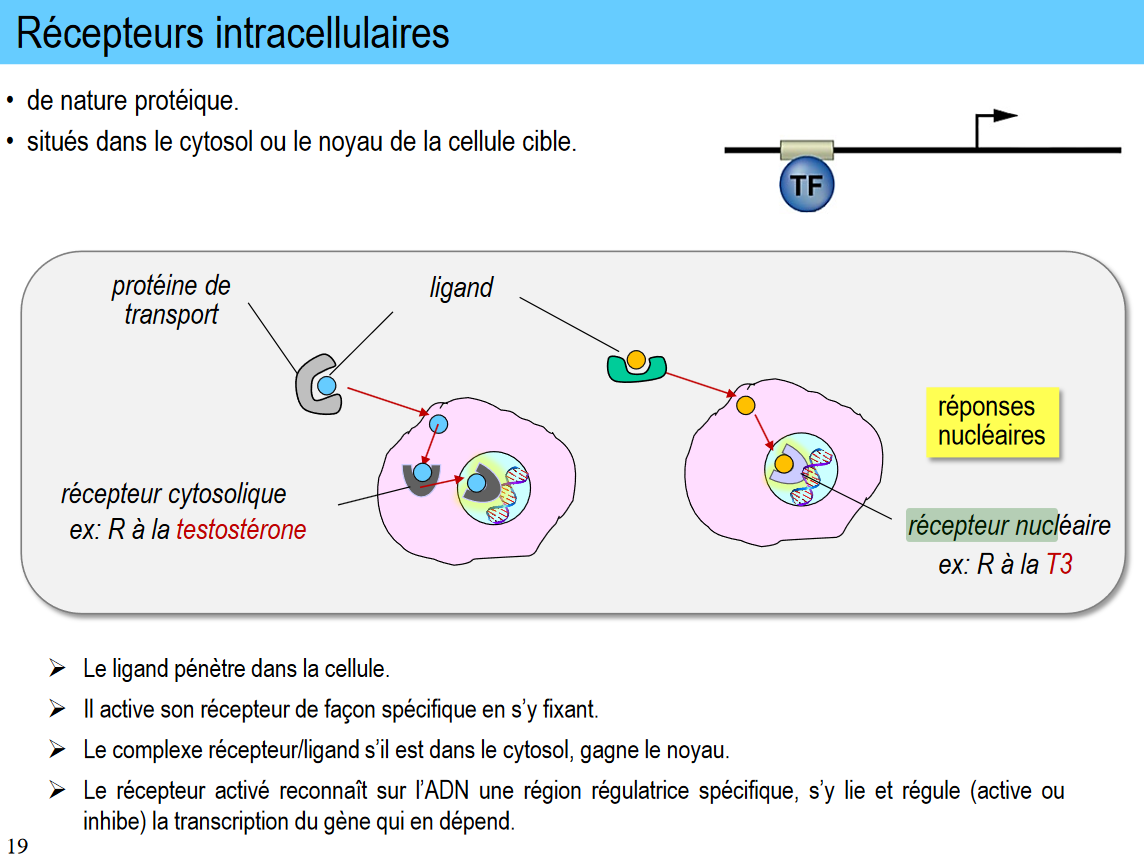 Récepteurs intracellulaires
• de nature protéique.
• situés dans le cytosol ou le noyau de la cellule cible.
TF
protéine de
transport
ligand
réponses
nucléaires
récepteur cytosolique
ex: R à la testostérone
récepteur nucléaire
ex: R à la T3
➢ Le ligand pénètre dans la cellule.
➢ Il active son récepteur de façon spécifique en s’y fixant.
➢ Le complexe récepteur/ligand s’il est dans le cytosol, gagne le noyau.
➢ Le récepteur activé reconnaît sur l’ADN une région régulatrice spécifique, s’y lie et régule (active ou
inhibe) la transcription du gène qui en dépend.
19